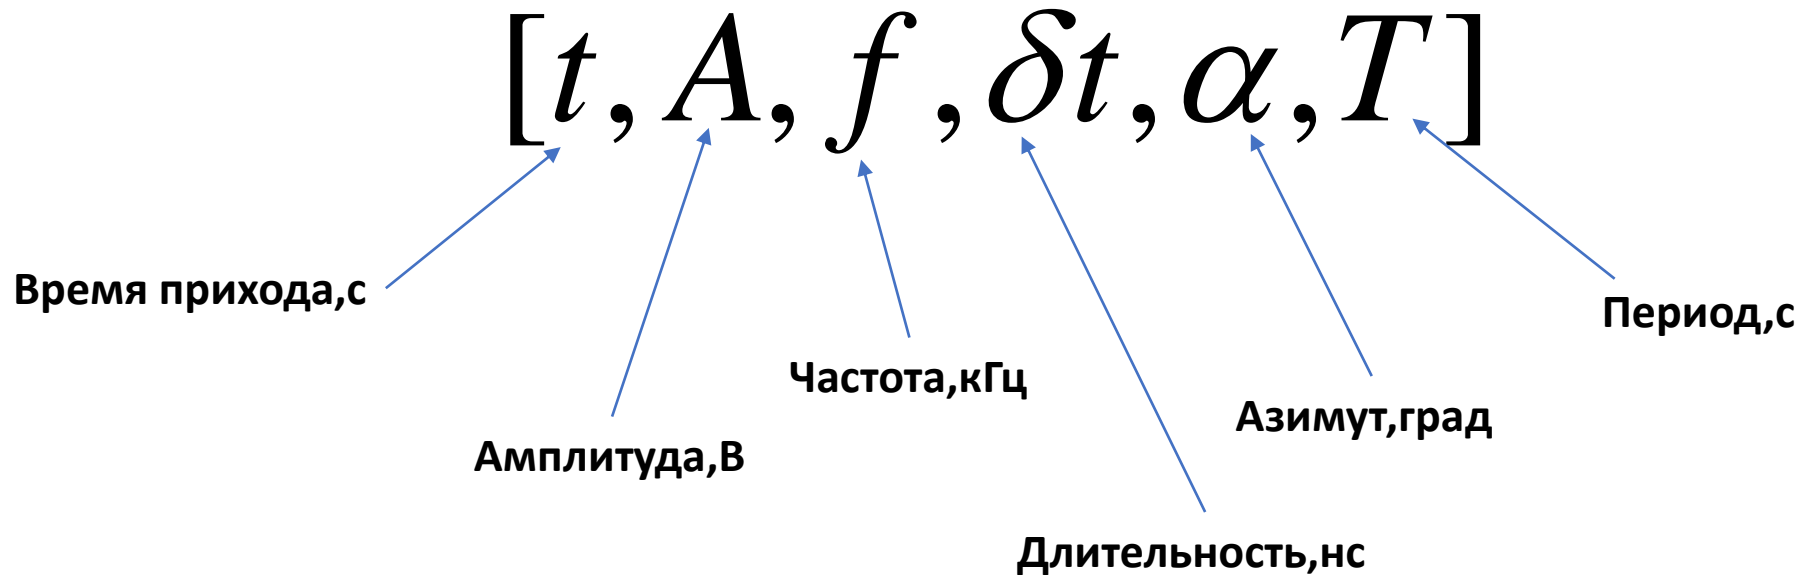 [t, A, f, δt, α, T]
Время прихода,с
Период,с
Частота,кГц
Азимут,град
Амплитуда,В
Длительность,нс